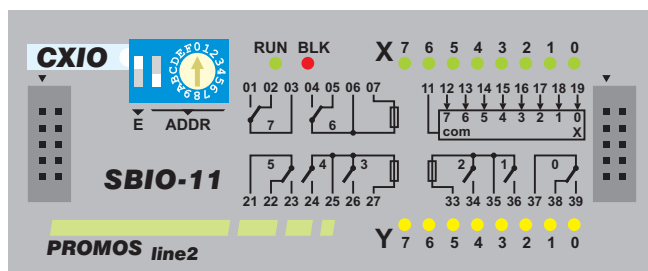 CXIO
0123456789ABCDEF
RUN BLK
X 7 6 5 4 3 2 1 0
E ADDR
01 02 03 04 05 06 07
7 6
11 12 13 14 15 16 17 18 19
7 6 5 4 3 2 1 0
com X
SBIO-11
5 4 3
21 22 23 24 25 26 27
2 1 0
33 34 35 36 37 38 39
PROMOS line2
Y 7 6 5 4 3 2 1 0